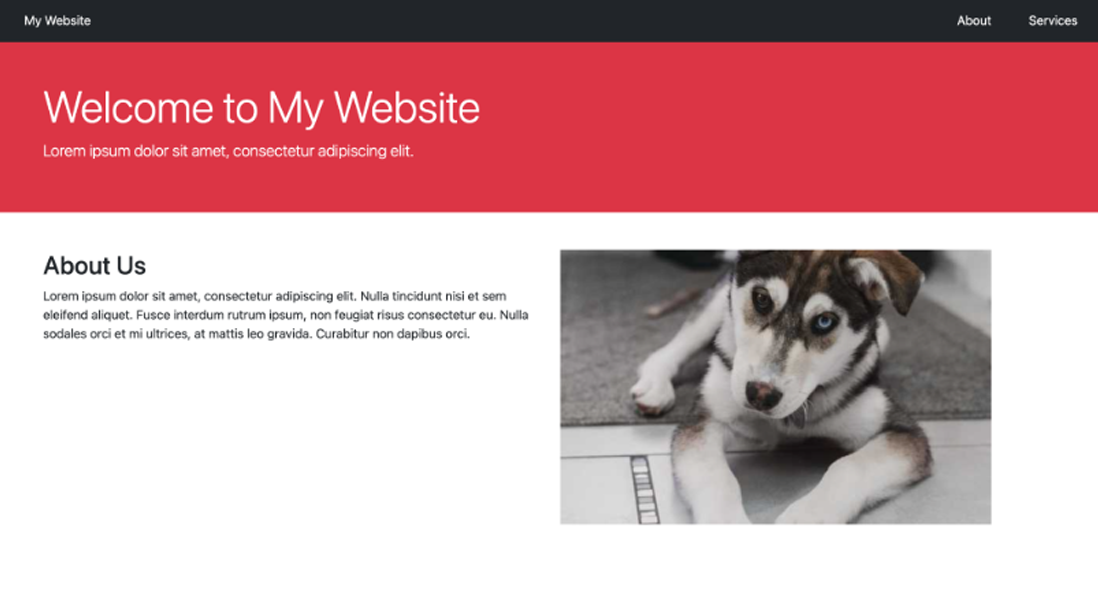 My Website
About
Services
Welcome to My Website
Lorem ipsum dolor sit amet, consectetur adipiscing elit.
About Us
Lorem ipsum dolor sit amet, consectetur adipiscing elit. Nulla tincidunt nisi et sem
eleifend aliquet. Fusce interdum rutrum ipsum, non feugiat risus consectetur eu. Nulla
sodales orci et mi ultrices, at mattis leo gravida. Curabitur non dapibus orci.